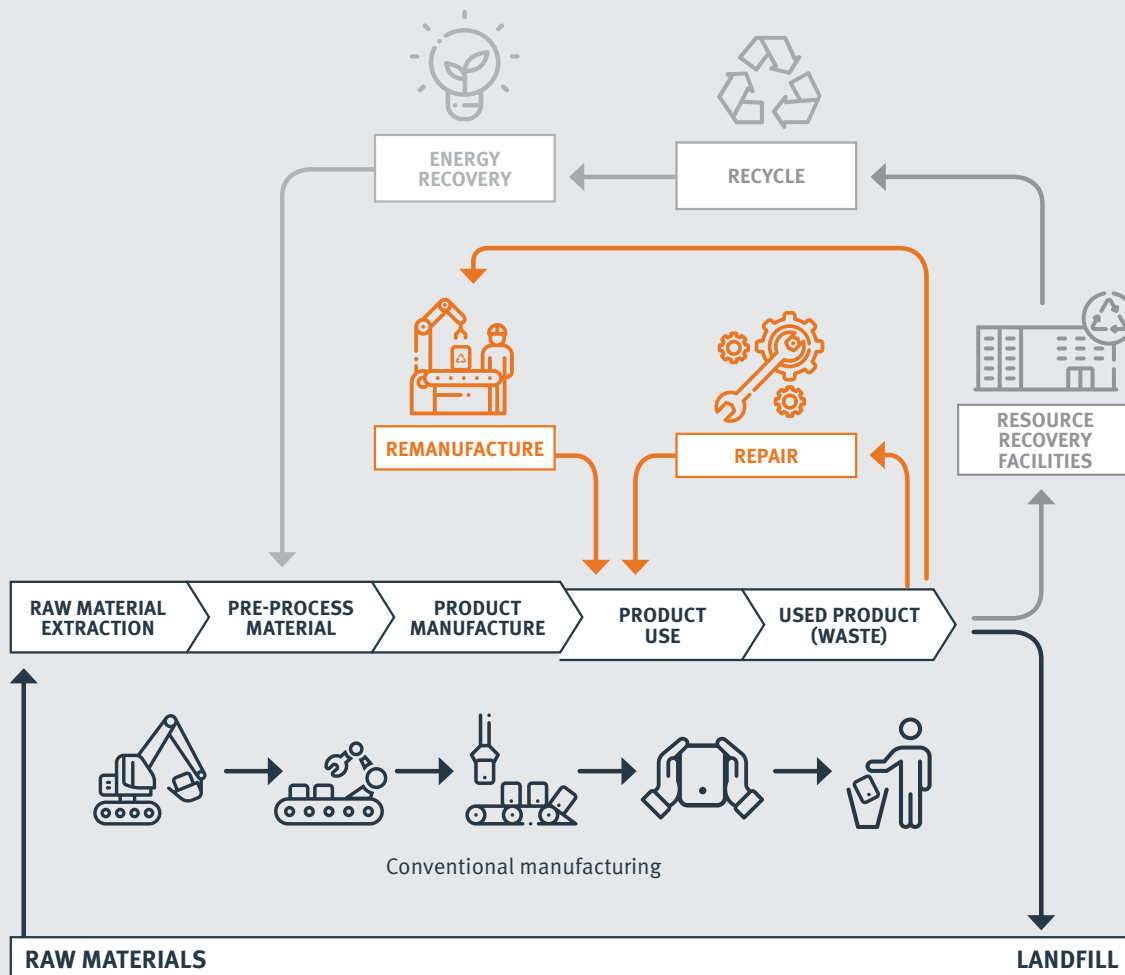 ENERGY
RECOVERY
RECYCLE
REMANUFACTURE
REPAIR
RESOURCE
RECOVERY
FACILITIES
RAW MATERIAL
EXTRACTION
PRE-PROCESS
MATERIAL
PRODUCT
MANUFACTURE
PRODUCT
USE
USED PRODUCT
(WASTE)
Conventional manufacturing
RAW MATERIALS
LANDFILL